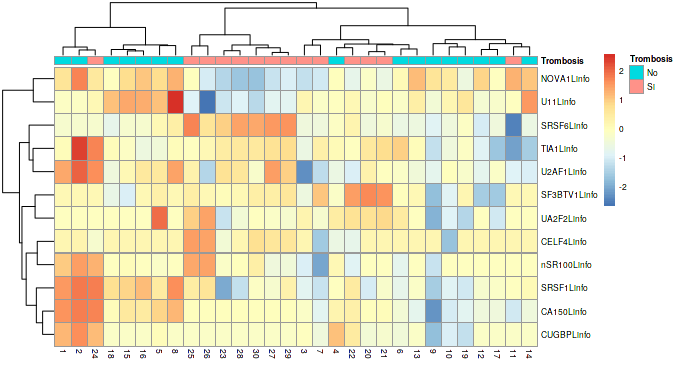 Trombosis
NOVA1Linfo
U11Linfo
SRSF6Linfo
TIA1Linfo
U2AF1Linfo
SF3BTV1Linfo
UA2F2Linfo
CELF4Linfo
nSR100Linfo
SRSF1Linfo
CA150Linfo
CUGBPLinfo
1 2 24 18 15 16 5 8 25 26 23 28 30 27 29 3 7 4 22 20 21 6 13 9 10 19 12 17 11 14
2
1
0
-1
-2
Trombosis
No
Si